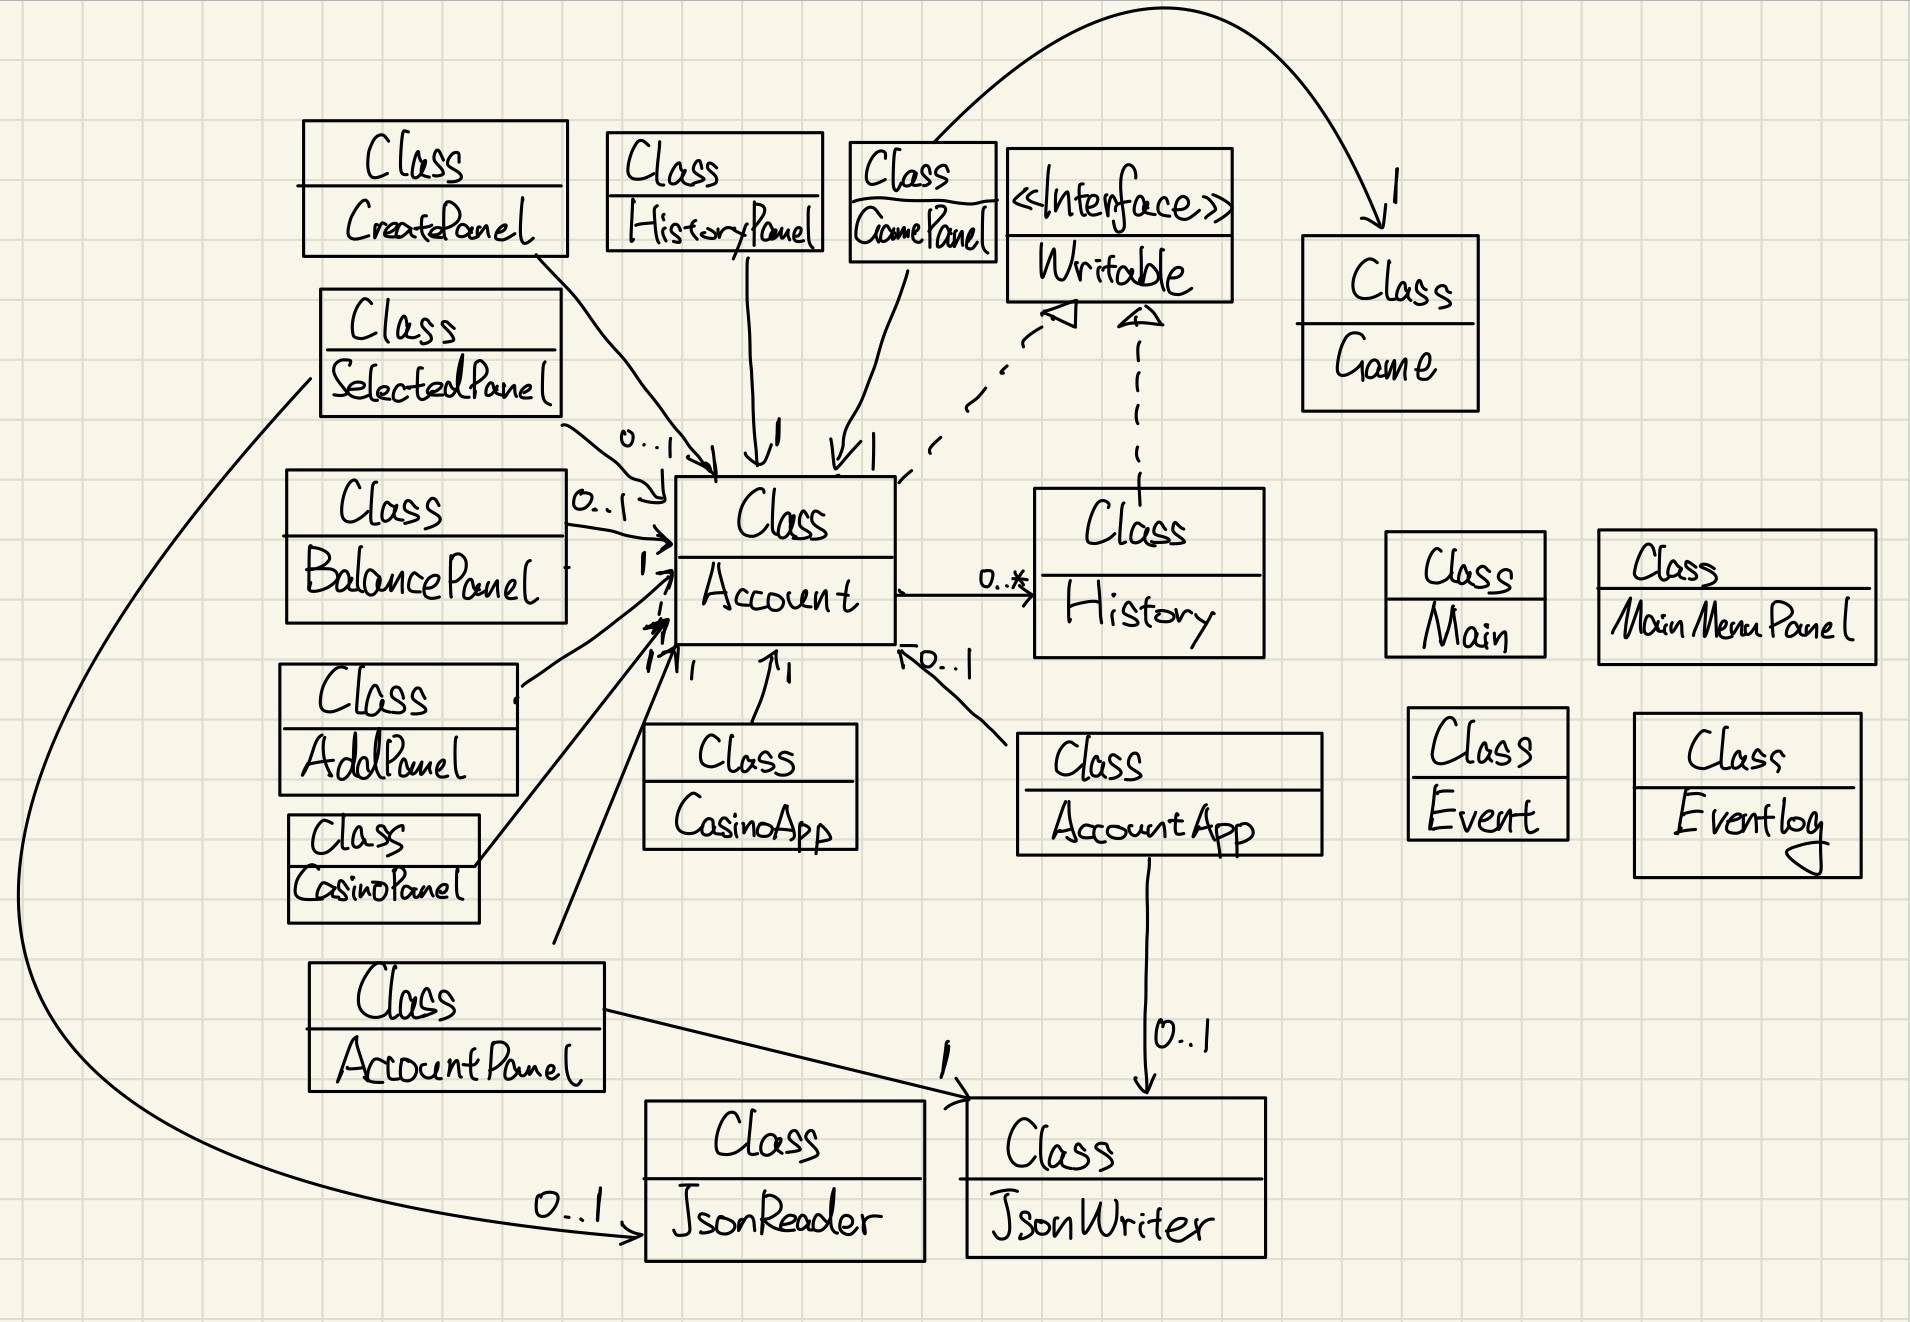 Class
CreatePanel
Class
HistoryPanel
Class
GamePanel
<<Interface>>
Writable
1
Class
Game
Class
SelectedPanel
0..1
1
1
1
Class
BalancePanel
0..1
Class
Account
0..*
Class
History
Class
Main
Class
MainMenuPanel
1
1
1
1
0..1
Class
AddPanel
Class
CasinoApp
Class
AccountApp
Class
Event
Class
EventLog
Class
CasinoPanel
Class
AccountPanel
1
0..1
0..1
Class
JsonReader
Class
JsonWriter